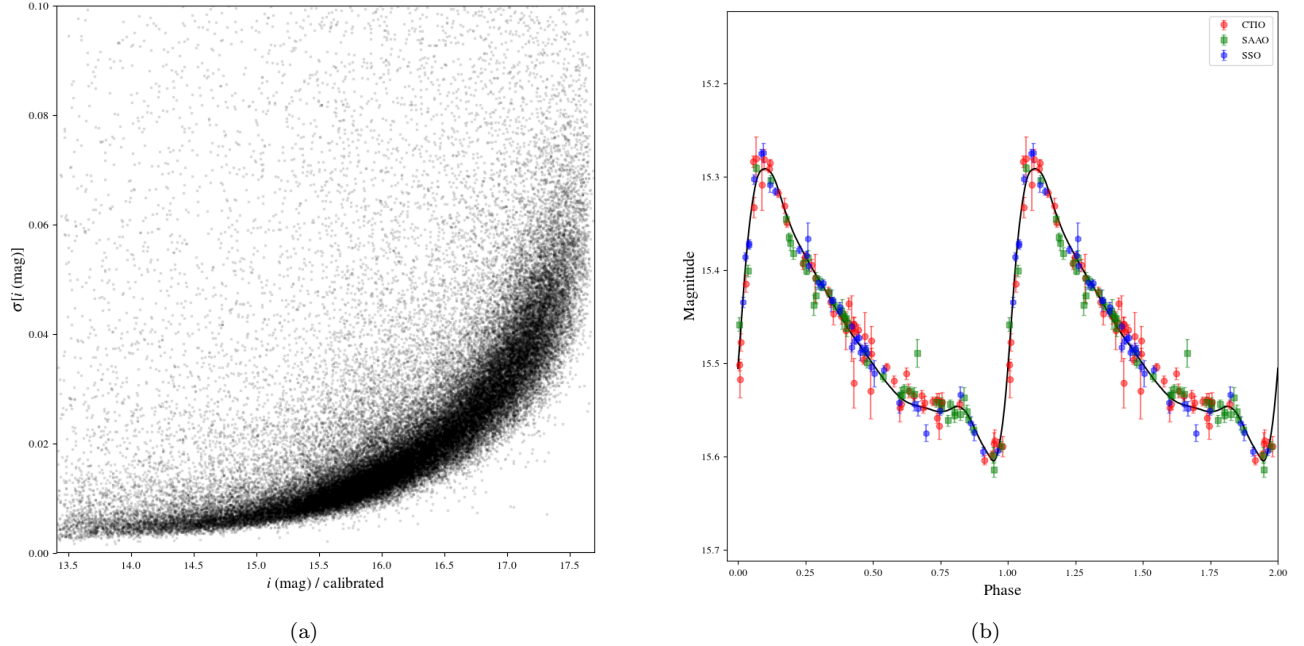 0.10
0.08
0.06
0.04
0.02
0.00
σ[i (mag)]
13.5 14.0 14.5 15.0 15.5 16.0 16.5 17.0 17.5
i (mag) / calibrated
(a)
CTIO
SAAO
SSO
15.2
15.3
15.4
15.5
15.6
15.7
Magnitude
0.00 0.25 0.50 0.75 1.00 1.25 1.50 1.75 2.00
Phase
(b)